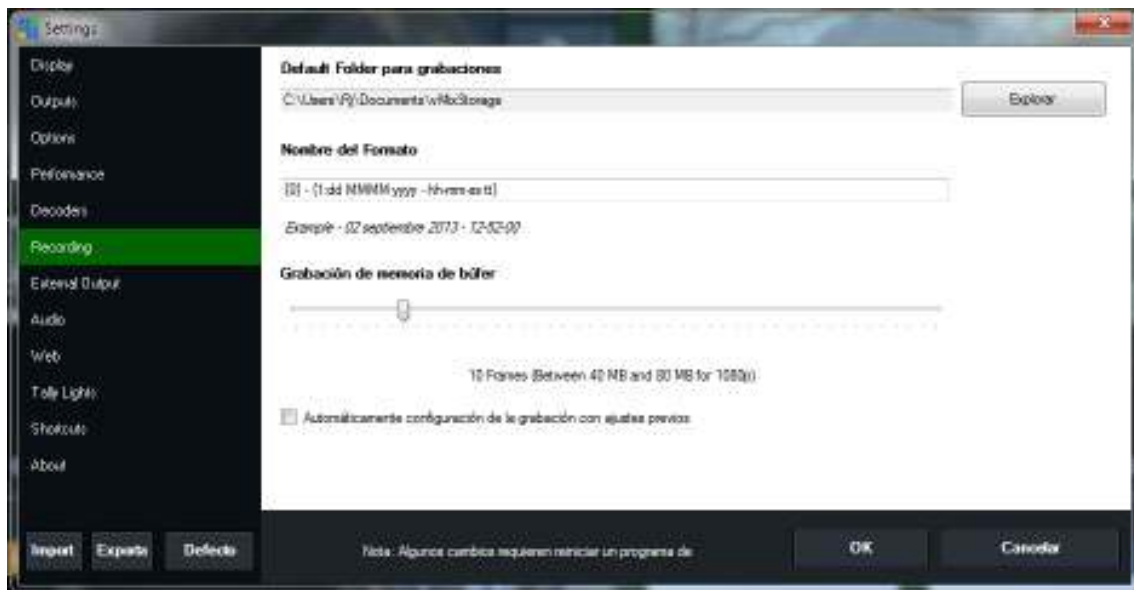 Settings
Display
Outputs
Options
Performance
Decoders
Recording
External Output
Audio
Web
Tally Lights
Shortcuts
About
Import Exporta Defecto
Default Folder para grabaciones
C:\Users\Rj\Documents\vMixStorage
Explorar
Nombre del Formato
{0} - {1:dd MMMM yyyy - hh-mm-ss tt}
Example - 02 septiembre 2013 - 12-52-00
Grabación de memoria de búfer
10 Frames (Between 40 MB and 80 MB for 1080p)
Automáticamente configuración de la grabación con ajustes previos
Nota: Algunos cambios requieren reiniciar un programa de
OK
Cancelar